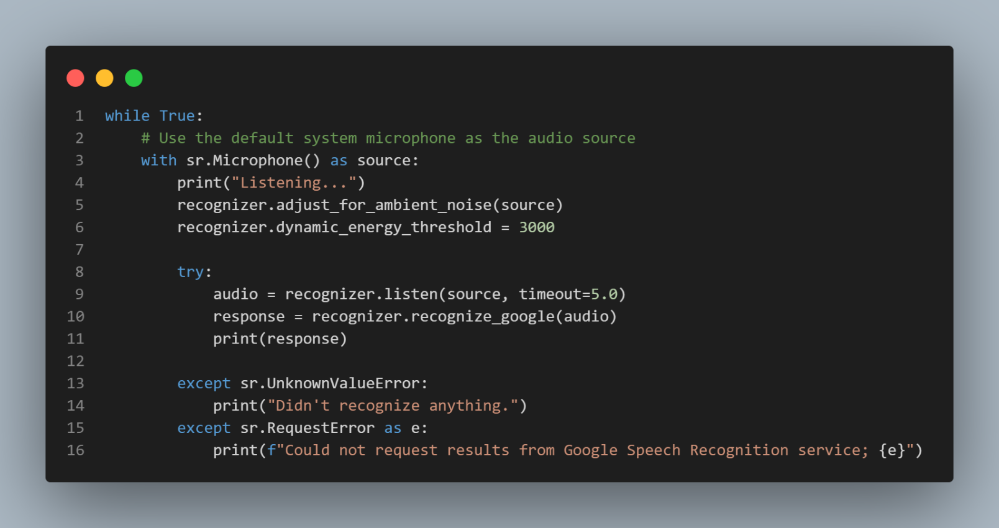 1 while True:
2     # Use the default system microphone as the audio source
3     with sr.Microphone() as source:
4         print("Listening...")
5         recognizer.adjust_for_ambient_noise(source)
6         recognizer.dynamic_energy_threshold = 3000
7
8         try:
9             audio = recognizer.listen(source, timeout=5.0)
10             response = recognizer.recognize_google(audio)
11             print(response)
12
13         except sr.UnknownValueError:
14             print("Didn't recognize anything.")
15         except sr.RequestError as e:
16             print(f"Could not request results from Google Speech Recognition service; {e}")